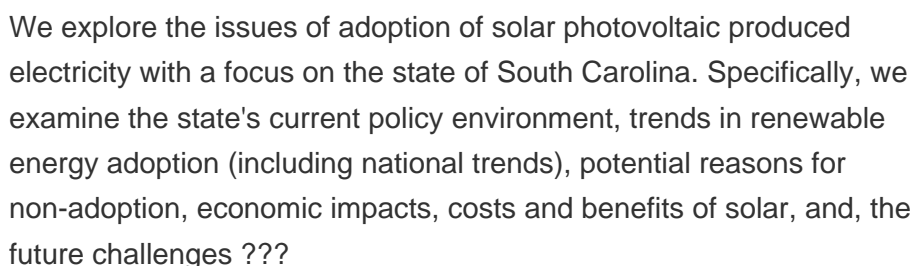 We explore the issues of adoption of solar photovoltaic produced
electricity with a focus on the state of South Carolina. Specifically, we
examine the state's current policy environment, trends in renewable
energy adoption (including national trends), potential reasons for
non-adoption, economic impacts, costs and benefits of solar, and, the
future challenges ???